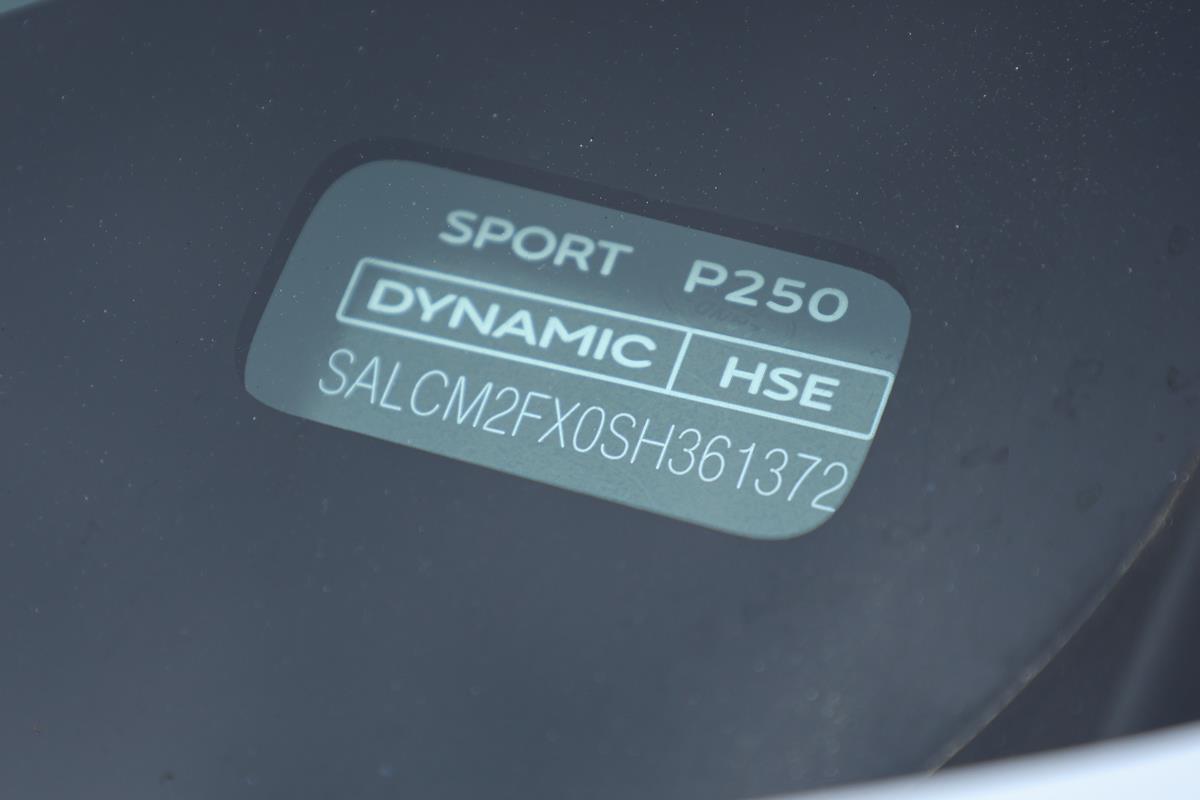 SPORT P250
DYNAMIC HSE
SALCM2FX0SH361372